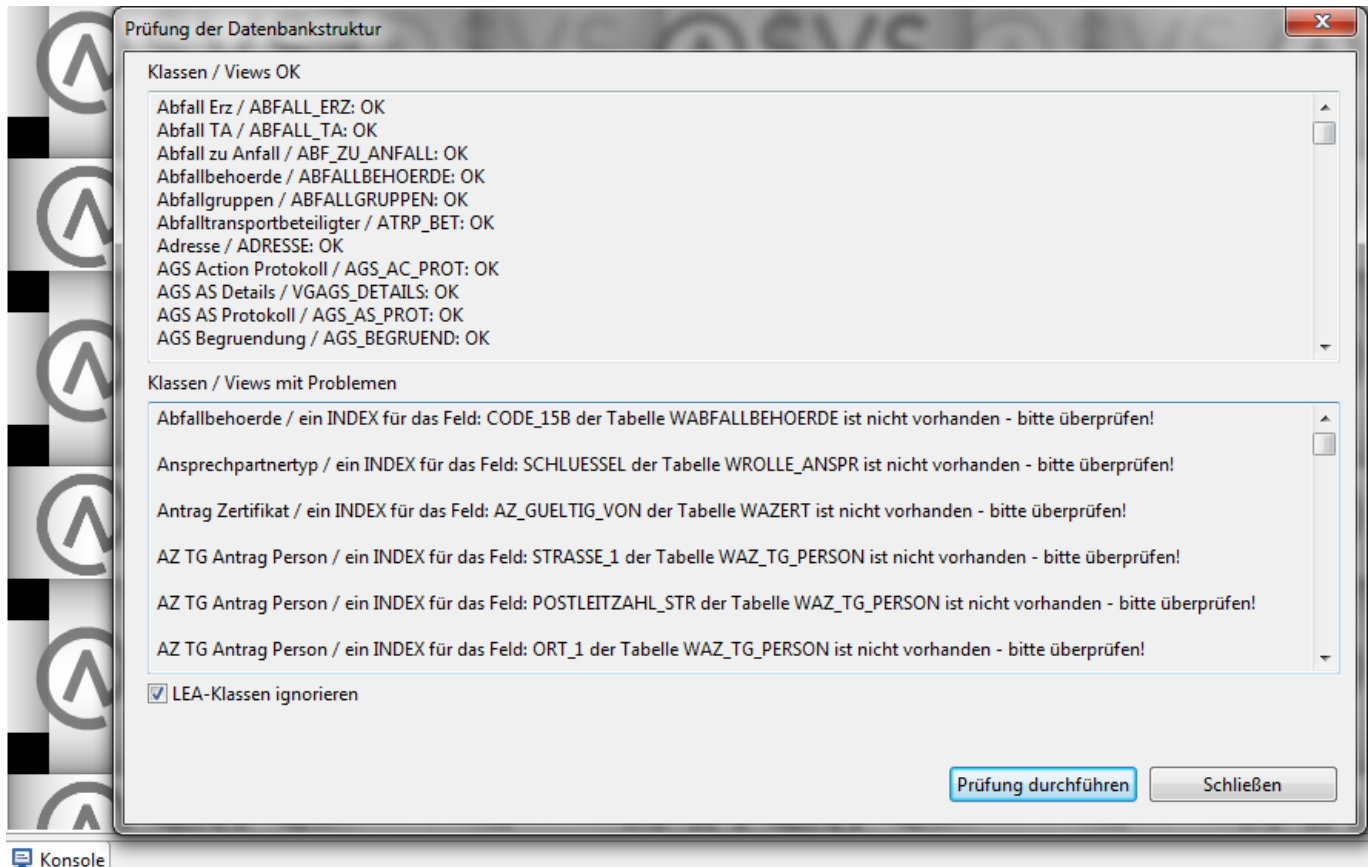 ASYS
Prüfung der Datenbankstruktur
Klassen / Views OK
Abfall Erz / ABFALL_ERZ: OK
Abfall TA / ABFALL_TA: OK
Abfall zu Anfall / ABF_ZU_ANFALL: OK
Abfallbehoerde / ABFALLBEHOERDE: OK
Abfallgruppen / ABFALLGRUPPEN: OK
Abfalltransportbeteiligter / ATRP_BET: OK
Adresse / ADRESSE: OK
AGS Action Protokoll / AGS_AC_PROT: OK
AGS AS Details / VGAGS_DETAILS: OK
AGS AS Protokoll / AGS_AS_PROT: OK
AGS Begruendung / AGS_BEGRUEND: OK
Klassen / Views mit Problemen
Abfallbehoerde / ein INDEX für das Feld: CODE_15B der Tabelle WABFALLBEHOERDE ist nicht vorhanden - bitte überprüfen!
Ansprechpartnertyp / ein INDEX für das Feld: SCHLUESSEL der Tabelle WROLLE_ANSPR ist nicht vorhanden - bitte überprüfen!
Antrag Zertifikat / ein INDEX für das Feld: AZ_GUELTIG_VON der Tabelle WAZERT ist nicht vorhanden - bitte überprüfen!
AZ TG Antrag Person / ein INDEX für das Feld: STRASSE_1 der Tabelle WAZ_TG_PERSON ist nicht vorhanden - bitte überprüfen!
AZ TG Antrag Person / ein INDEX für das Feld: POSTLEITZAHL_STR der Tabelle WAZ_TG_PERSON ist nicht vorhanden - bitte überprüfen!
AZ TG Antrag Person / ein INDEX für das Feld: ORT_1 der Tabelle WAZ_TG_PERSON ist nicht vorhanden - bitte überprüfen!
LEA-Klassen ignorieren
Prüfung durchführen
Schließen
Konsole